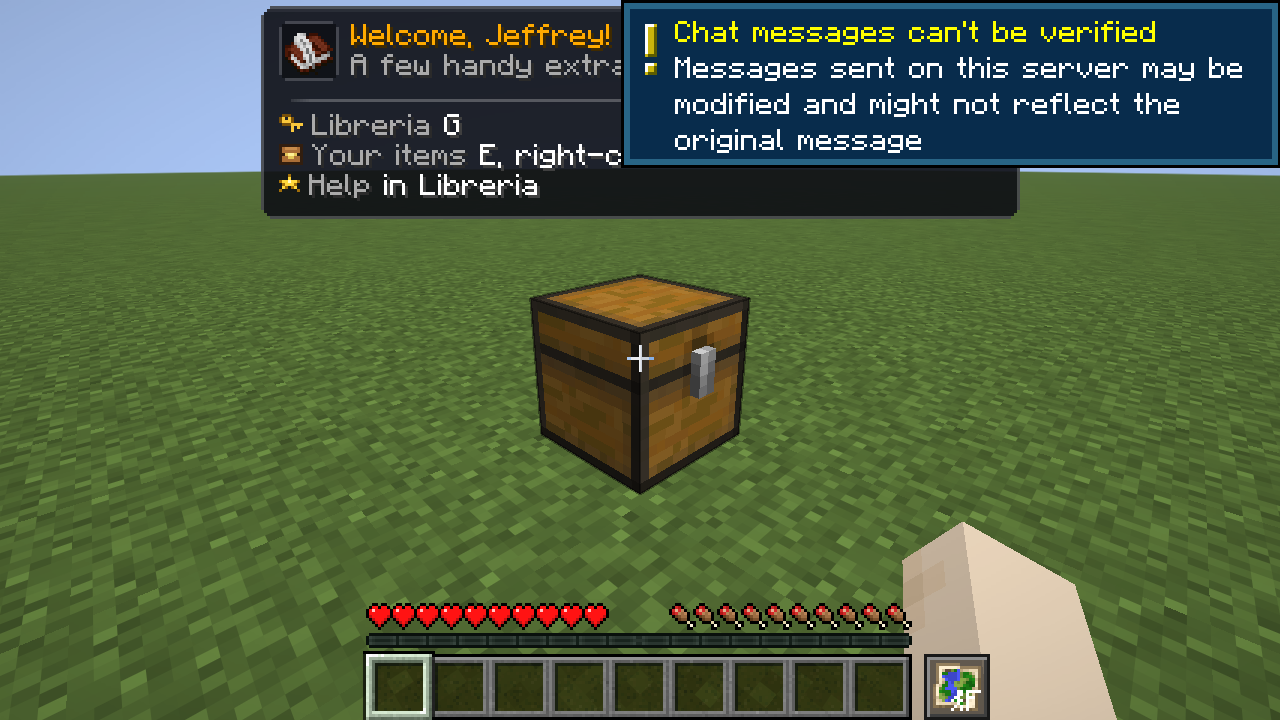 Welcome, Jeffrey!
A few handy extra
Libreria G
Your items E, right-c
Help in Libreria
Chat messages can't be verified
Messages sent on this server may be
modified and might not reflect the
original message